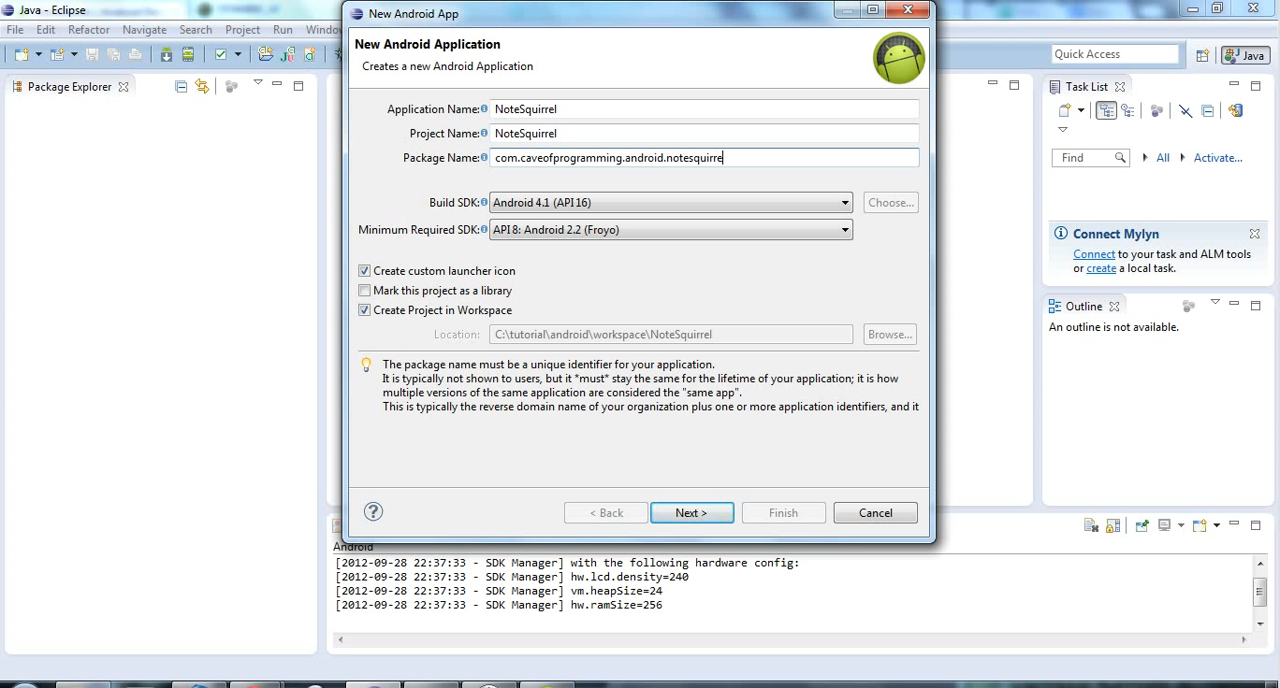 Java - Eclipse
New Android App
File Edit Refactor Navigate Search Project Run Window
New Android Application
Creates a new Android Application
Quick Access
Java
Package Explorer
Task List
Application Name: NoteSquirrel
Project Name: NoteSquirrel
Package Name: com.caveofprogramming.android.notesquirre
Find All Activate...
Build SDK: Android 4.1 (API 16) Choose...
Minimum Required SDK: API 8: Android 2.2 (Froyo)
Connect Mylyn
Connect to your task and ALM tools
or create a local task.
Create custom launcher icon
Mark this project as a library
Create Project in Workspace
Outline
An outline is not available.
Location: C:\tutorial\android\workspace\NoteSquirrel Browse...
The package name must be a unique identifier for your application.
It is typically not shown to users, but it *must* stay the same for the lifetime of your application; it is how
multiple versions of the same application are considered the "same app".
This is typically the reverse domain name of your organization plus one or more application identifiers, and it
? < Back Next > Finish Cancel
Android
[2012-09-28 22:37:33 - SDK Manager] with the following hardware config:
[2012-09-28 22:37:33 - SDK Manager] hw.lcd.density=240
[2012-09-28 22:37:33 - SDK Manager] vm.heapSize=24
[2012-09-28 22:37:33 - SDK Manager] hw.ramSize=256